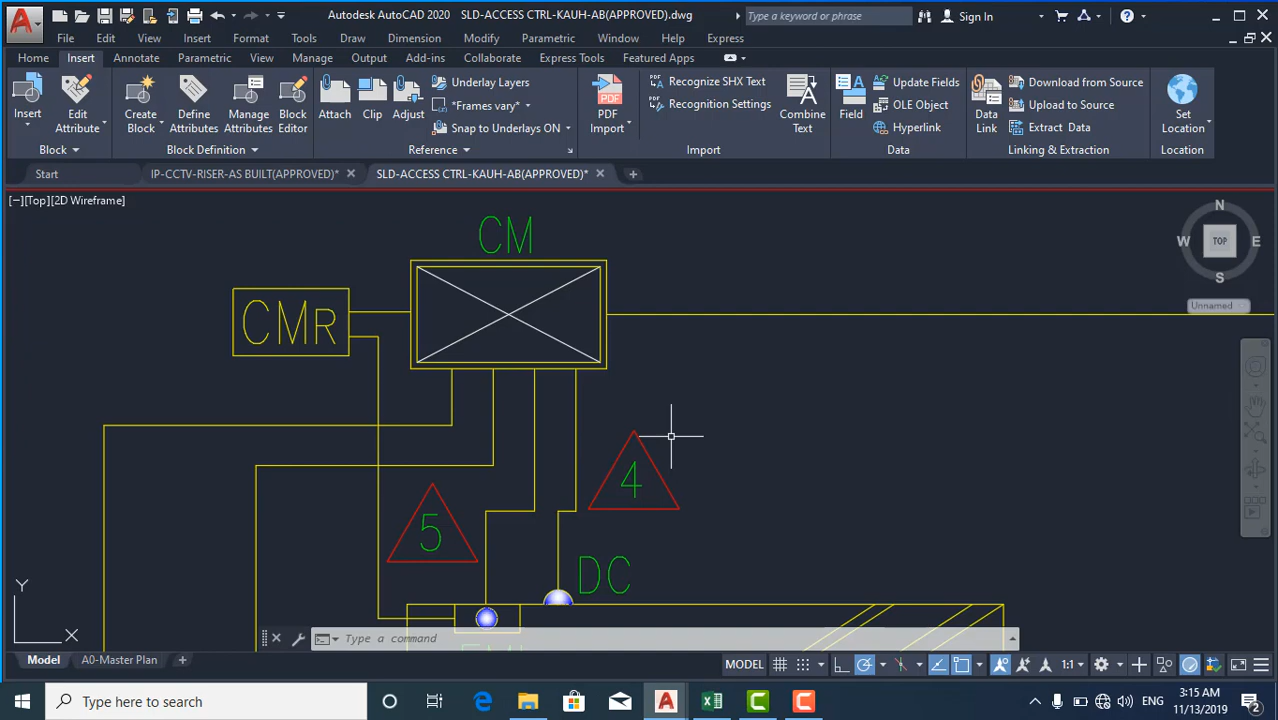 Autodesk AutoCAD 2020 SLD-ACCESS CTRL-KAUH-AB(APPROVED).dwg Type a keyword or phrase Sign In
File Edit View Insert Format Tools Draw Dimension Modify Parametric Window Help Express
Home Insert Annotate Parametric View Manage Output Add-ins Collaborate Express Tools Featured Apps
Insert
Edit Attribute
Create Block
Define Attributes
Manage Attributes
Block Editor
Attach
Clip
Adjust
Underlay Layers
*Frames vary*
Snap to Underlays ON
PDF
PDF Import
Recognize SHX Text
Recognition Settings
Combine Text
Field
Update Fields
OLE Object
Hyperlink
Data Link
Download from Source
Upload to Source
Extract Data
Set Location
Block Block Definition Reference Import Data Linking & Extraction Location
Start IP-CCTV-RISER-AS BUILT(APPROVED)* SLD-ACCESS CTRL-KAUH-AB(APPROVED)*
[−][Top][2D Wireframe]
N
W TOP E
S
Unnamed
CM
CMR
4
5
DC
Y
X
Type a command
Model A0-Master Plan MODEL 1:1
Type here to search
ENG
3:15 AM
11/13/2019
2